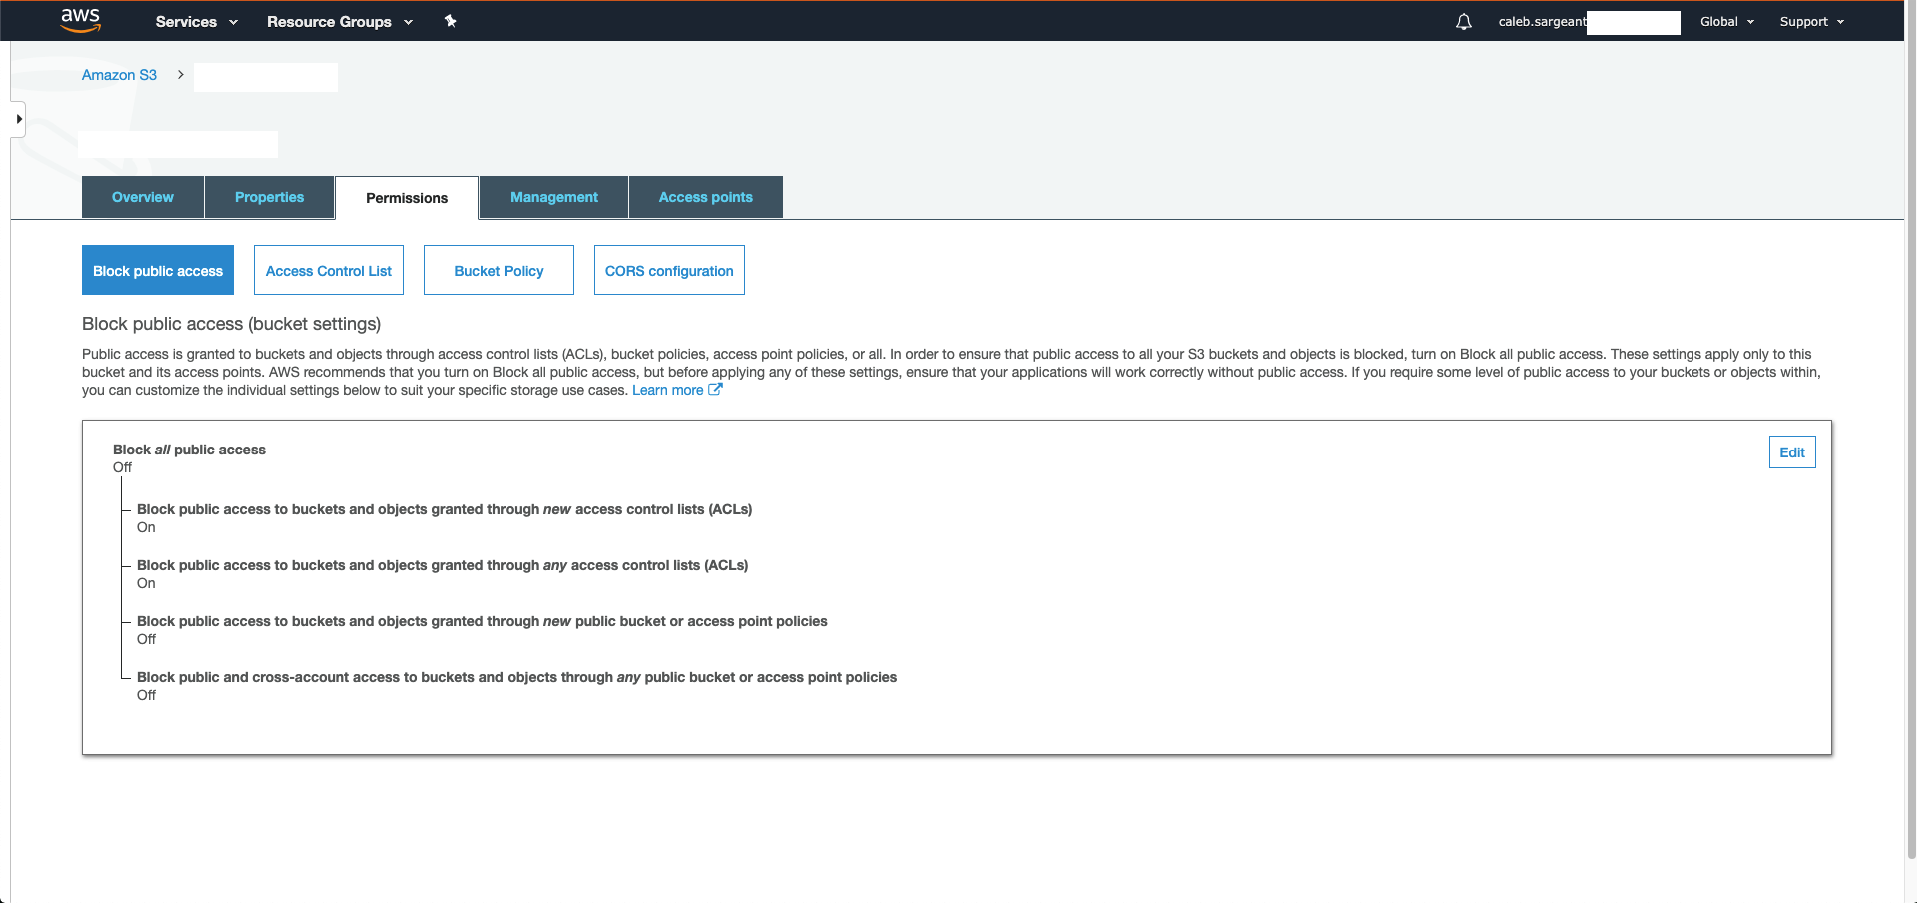 aws Services Resource Groups caleb.sargeant Global Support
Amazon S3 >
Overview Properties Permissions Management Access points
Block public access Access Control List Bucket Policy CORS configuration
Block public access (bucket settings)
Public access is granted to buckets and objects through access control lists (ACLs), bucket policies, access point policies, or all. In order to ensure that public access to all your S3 buckets and objects is blocked, turn on Block all public access. These settings apply only to this
bucket and its access points. AWS recommends that you turn on Block all public access, but before applying any of these settings, ensure that your applications will work correctly without public access. If you require some level of public access to your buckets or objects within,
you can customize the individual settings below to suit your specific storage use cases. Learn more
Block all public access
Edit
Off
Block public access to buckets and objects granted through new access control lists (ACLs)
On
Block public access to buckets and objects granted through any access control lists (ACLs)
On
Block public access to buckets and objects granted through new public bucket or access point policies
Off
Block public and cross-account access to buckets and objects through any public bucket or access point policies
Off